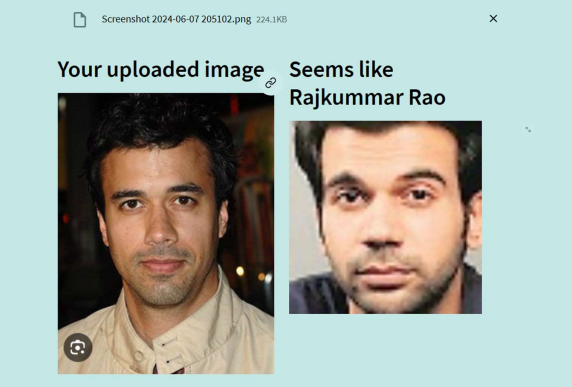 Screenshot 2024-06-07 205102.png 224.1KB
Your uploaded image
Seems like
Rajkummar Rao